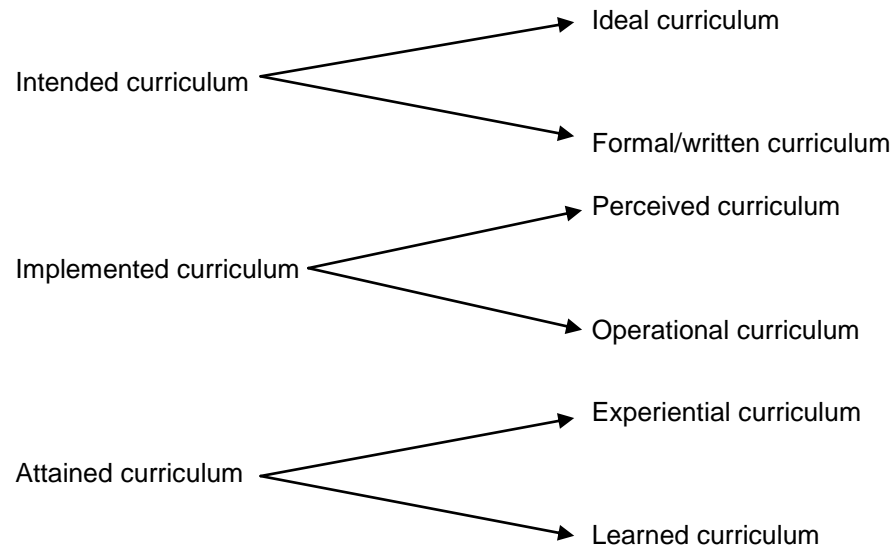 Ideal curriculum
Intended curriculum
Formal/written curriculum
Perceived curriculum
Implemented curriculum
Operational curriculum
Experiential curriculum
Attained curriculum
Learned curriculum